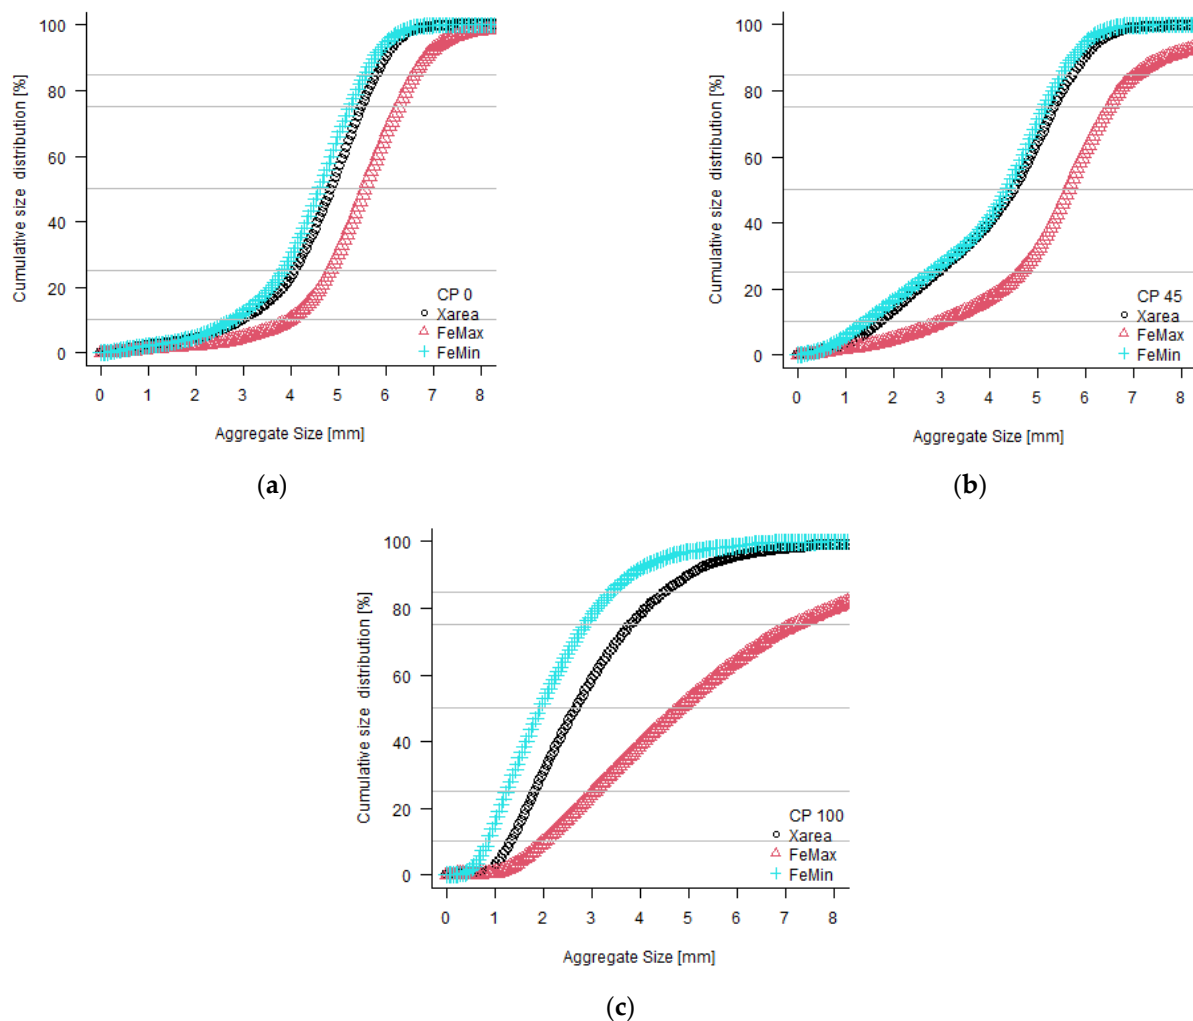 Cumulative size distribution [%]
100
80
60
40
20
0
CP 0
Xarea
FeMax
FeMin
0 1 2 3 4 5 6 7 8
Aggregate Size [mm]
(a)
Cumulative size distribution [%]
100
80
60
40
20
0
CP 45
Xarea
FeMax
FeMin
0 1 2 3 4 5 6 7 8
Aggregate Size [mm]
(b)
Cumulative size distribution [%]
100
80
60
40
20
0
CP 100
Xarea
FeMax
FeMin
0 1 2 3 4 5 6 7 8
Aggregate Size [mm]
(c)